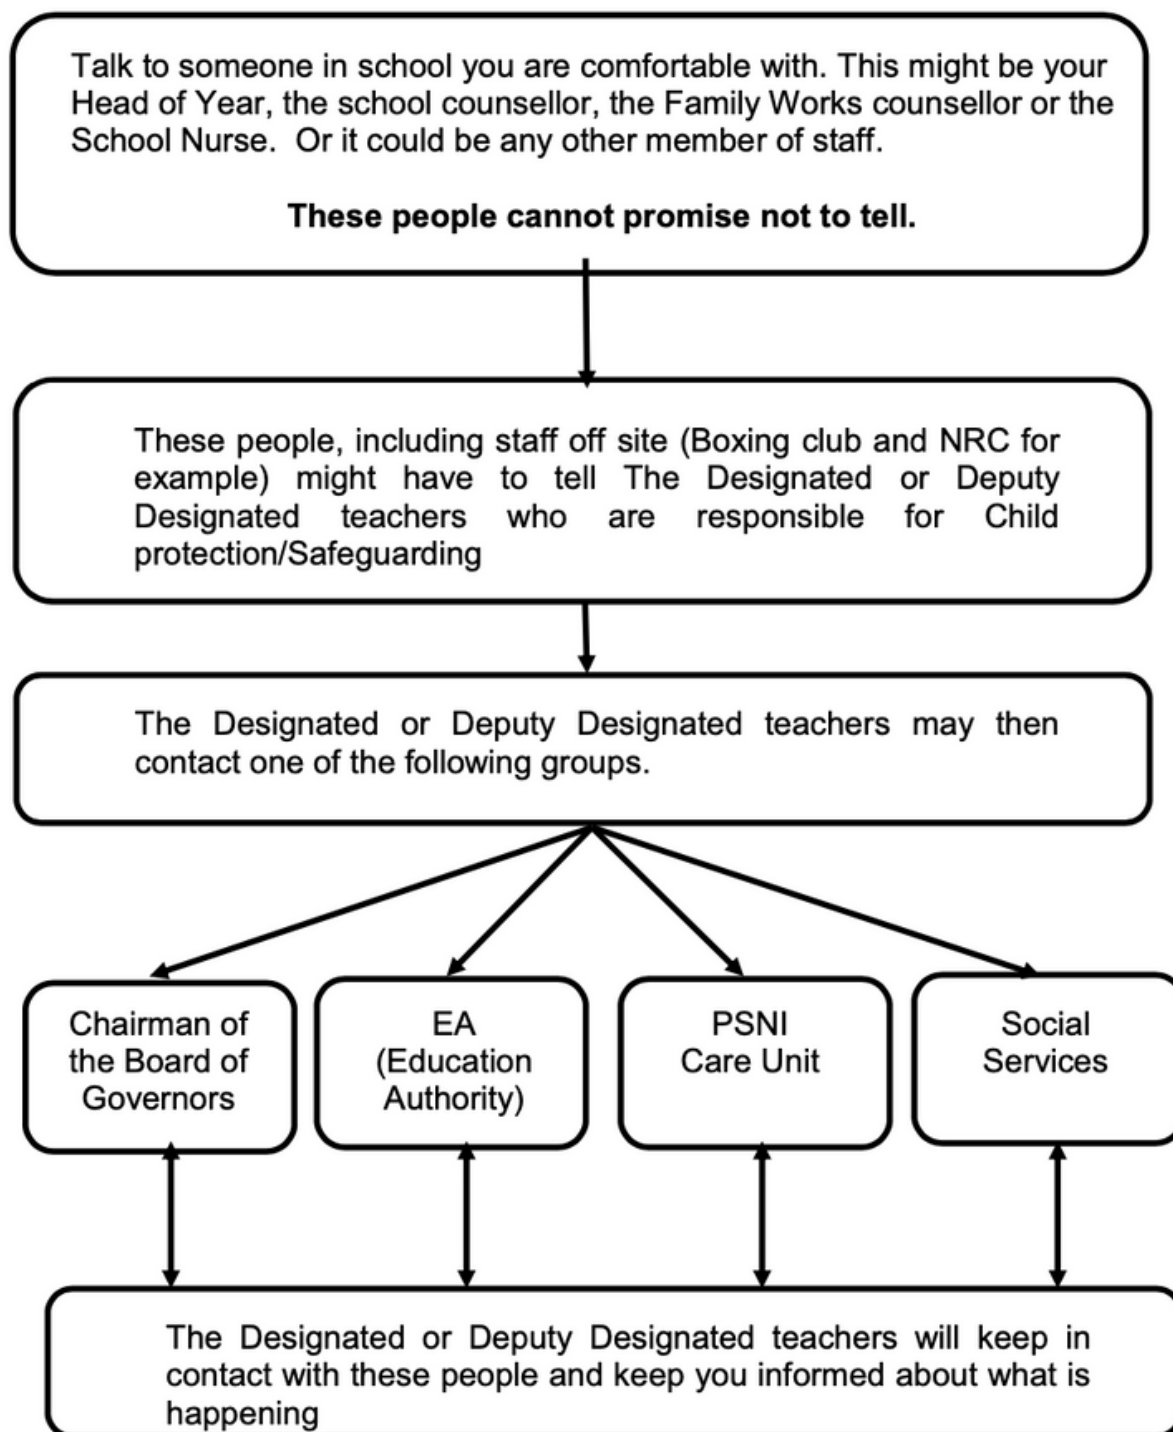 Talk to someone in school you are comfortable with. This might be your
Head of Year, the school counsellor, the Family Works counsellor or the
School Nurse.  Or it could be any other member of staff.
These people cannot promise not to tell.
These people, including staff off site (Boxing club and NRC for
example) might have to tell The Designated or Deputy
Designated teachers who are responsible for Child
protection/Safeguarding
The Designated or Deputy Designated teachers may then
contact one of the following groups.
Chairman of
the Board of
Governors
EA
(Education
Authority)
PSNI
Care Unit
Social
Services
The Designated or Deputy Designated teachers will keep in
contact with these people and keep you informed about what is
happening